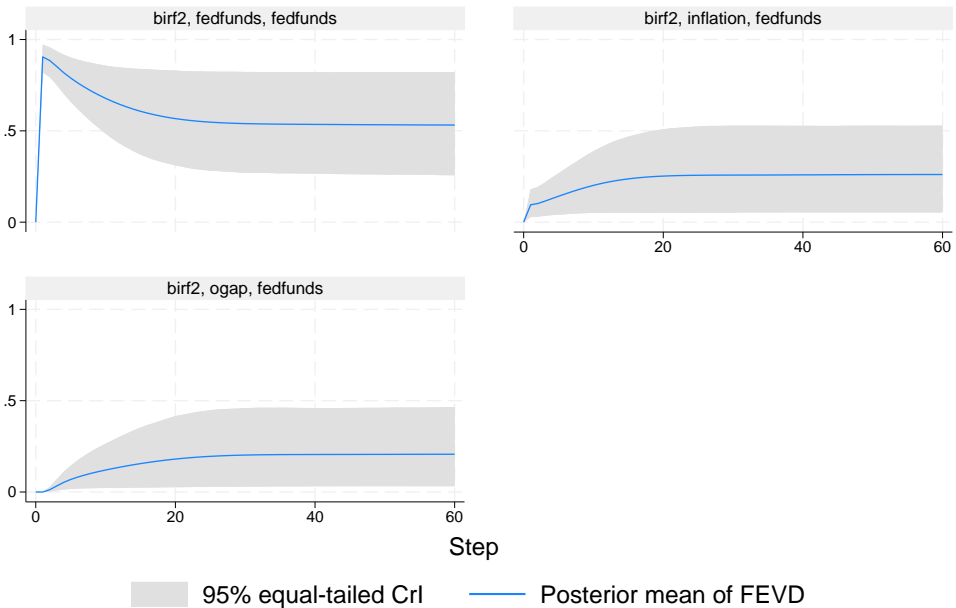 birf2, fedfunds, fedfunds
birf2, inflation, fedfunds
1
.5
0
0 20 40 60
birf2, ogap, fedfunds
1
.5
0
0 20 40 60
Step
95% equal-tailed CrI Posterior mean of FEVD